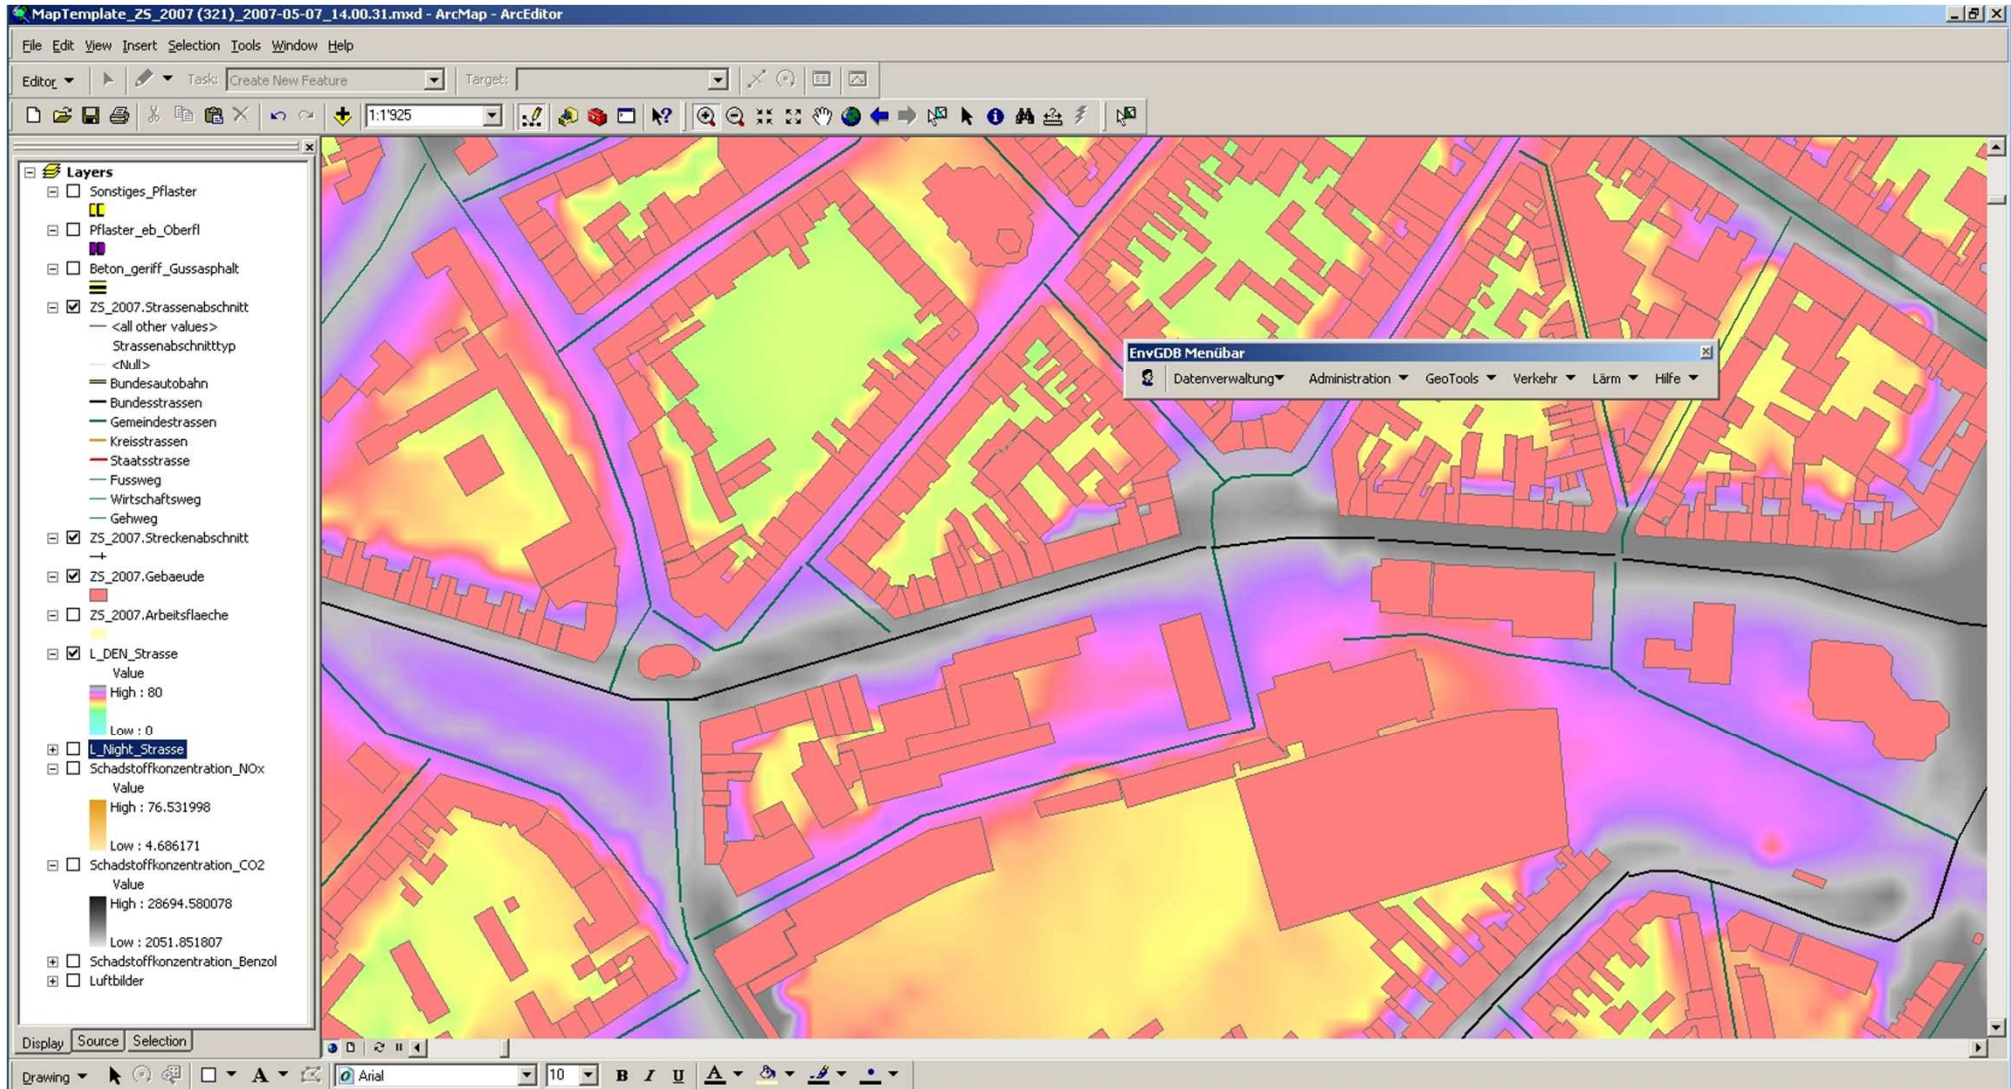 MapTemplate_ZS_2007 (321)_2007-05-07_14.00.31.mxd - ArcMap - ArcEditor
File Edit View Insert Selection Tools Window Help
Editor Task: Create New Feature Target:
1:1'925
Layers
Sonstiges_Pflaster
Pflaster_eb_Oberfl
Beton_geriff_Gussasphalt
ZS_2007.Strassenabschnitt
<all other values>
Strassenabschnitttyp
<Null>
Bundesautobahn
Bundesstrassen
Gemeindestrassen
Kreisstrassen
Staatsstrasse
Fussweg
Wirtschaftsweg
Gehweg
ZS_2007.Streckenabschnitt
ZS_2007.Gebaeude
ZS_2007.Arbeitsflaeche
L_DEN_Strasse
Value
High : 80
Low : 0
L_Night_Strasse
Schadstoffkonzentration_NOx
Value
High : 76.531998
Low : 4.686171
Schadstoffkonzentration_CO2
Value
High : 28694.580078
Low : 2051.851807
Schadstoffkonzentration_Benzol
Luftbilder
EnvGDB Menübar
Datenverwaltung Administration GeoTools Verkehr Lärm Hilfe
Display Source Selection
Drawing A Arial 10 B I U A